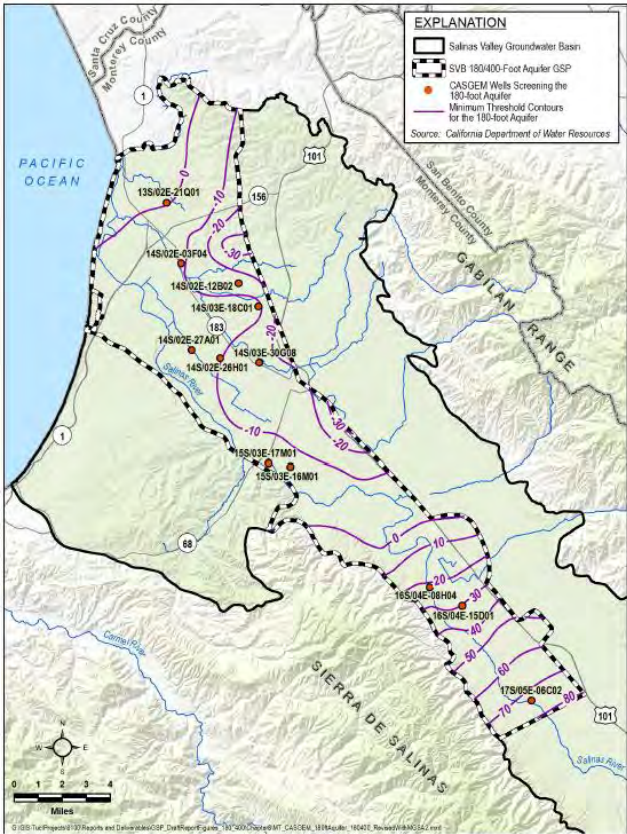 EXPLANATION
Salinas Valley Groundwater Basin
SVB 180/400-Foot Aquifer GSP
CASGEM Wells Screening the
180-foot Aquifer
Minimum Threshold Contours
for the 180-foot Aquifer
Source: California Department of Water Resources
Santa Cruz County
Monterey County
1
101
San Benito County
Monterey County
PACIFIC
OCEAN
0
-10
156
13S/02E-21Q01
-20
-30
GABILAN RANGE
14S/02E-03F04
14S/02E-12B02
14S/03E-18C01
183
-20
14S/02E-27A01
14S/03E-30G08
14S/02E-26H01
Salinas River
-30
-10
-20
1
15S/03E-17M01
15S/03E-16M01
68
0
10
20
16S/04E-08H04
30
16S/04E-15D01
40
50
60
Carmel River
SIERRA DE SALINAS
17S/05E-06C02
70
80
101
Salinas River
N
W E
S
0 1 2 3 4
Miles